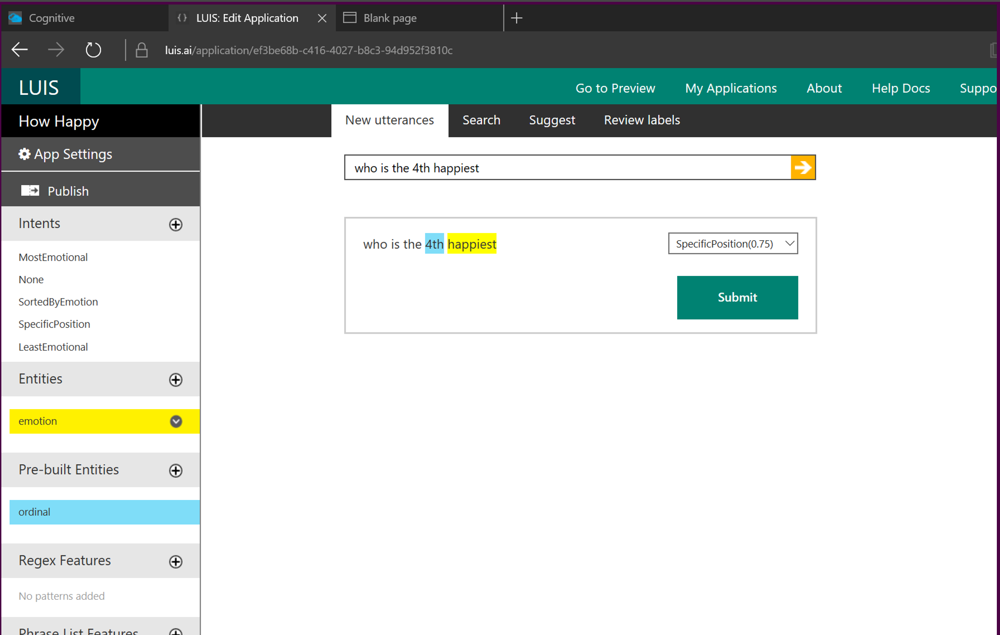 Cognitive
{ } LUIS: Edit Application
Blank page
luis.ai/application/ef3be68b-c416-4027-b8c3-94d952f3810c
LUIS
Go to Preview
My Applications
About
Help Docs
Suppo
How Happy
New utterances
Search
Suggest
Review labels
App Settings
Publish
who is the 4th happiest
Intents
who is the 4th happiest
SpecificPosition(0.75)
Submit
MostEmotional
None
SortedByEmotion
SpecificPosition
LeastEmotional
Entities
emotion
Pre-built Entities
ordinal
Regex Features
No patterns added
Phrase List Features